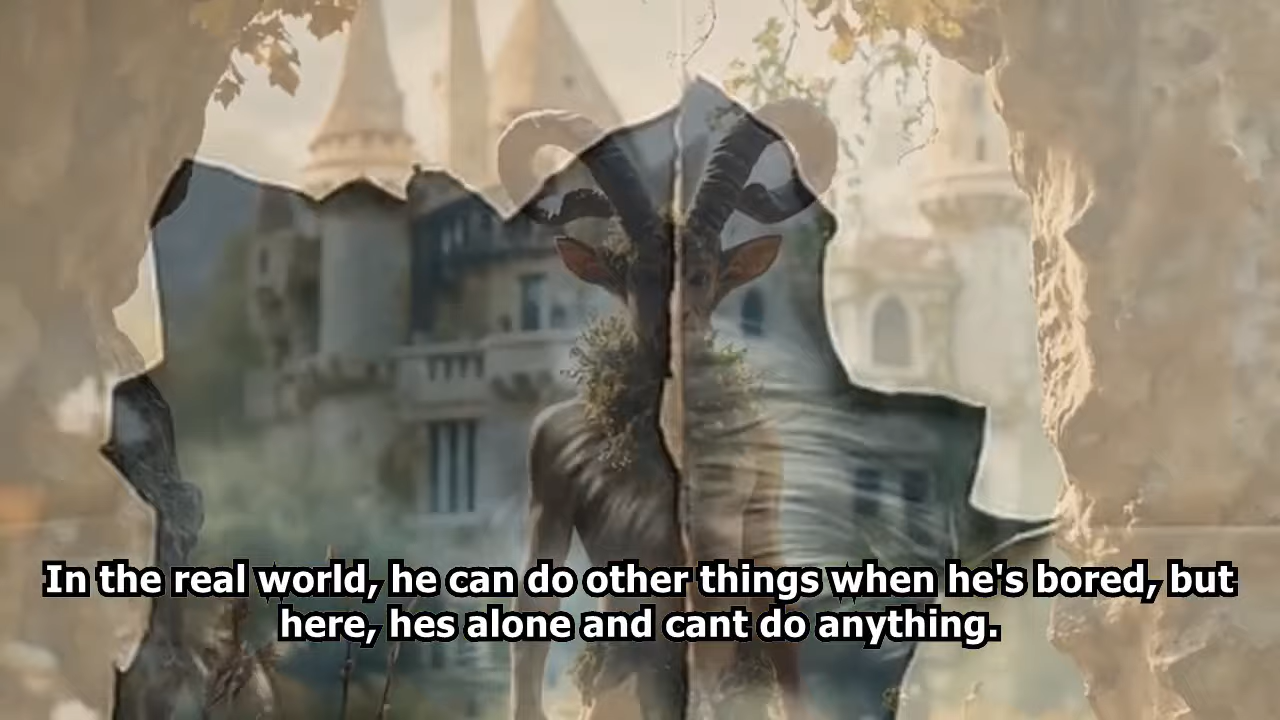 In the real world, he can do other things when he's bored, but
here, hes alone and cant do anything.